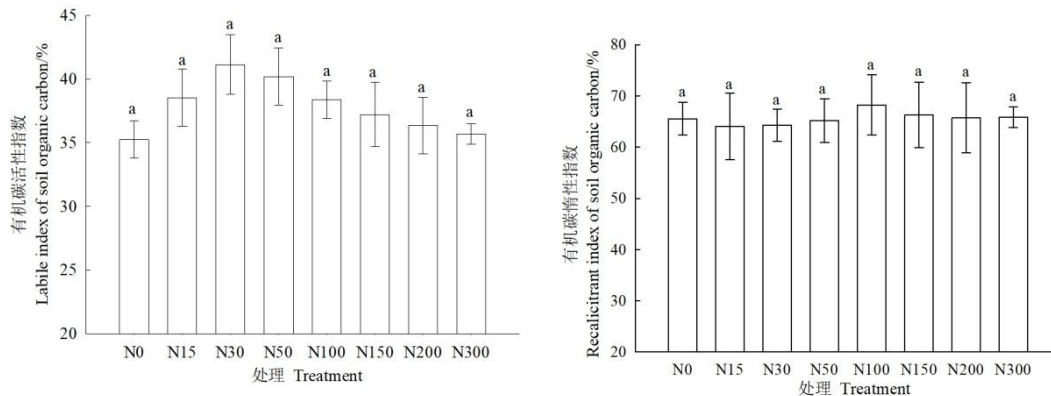 有机碳活性指数
Labile index of soil organic carbon/%
45
40
35
30
25
20
a
a
a
a
a
a
a
a
N0 N15 N30 N50 N100 N150 N200 N300
处理 Treatment
有机碳惰性指数
Recalicitrant index of soil organic carbon/%
80
70
60
50
40
30
20
a
a
a
a
a
a
a
a
N0 N15 N30 N50 N100 N150 N200 N300
处理 Treatment